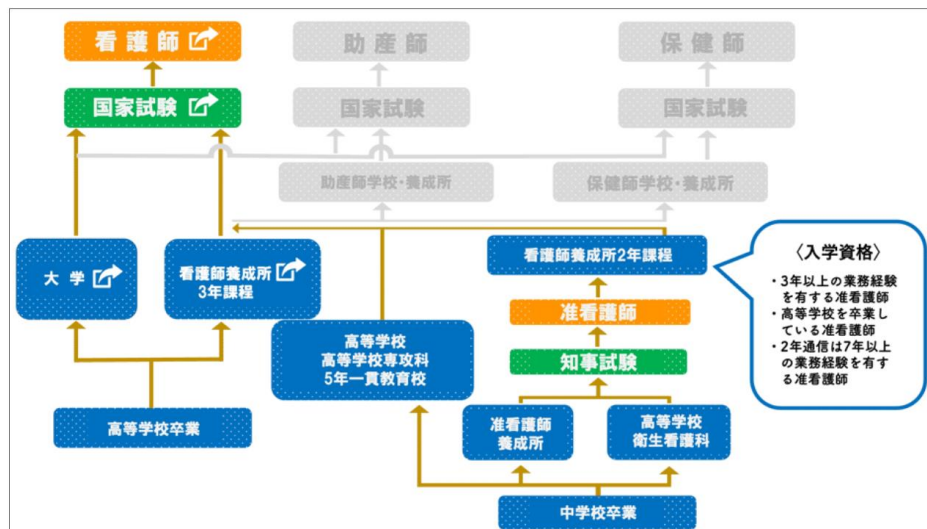 看護師
助産師
保健師
国家試験
国家試験
国家試験
助産師学校・養成所
保健師学校・養成所
大学
看護師養成所
3年課程
看護師養成所2年課程
〈入学資格〉
・3年以上の業務経験
を有する准看護師
・高等学校を卒業し
ている准看護師
・2年通信は7年以上
の業務経験を有す
る准看護師
准看護師
高等学校
高等学校専攻科
5年一貫教育校
知事試験
高等学校卒業
准看護師
養成所
高等学校
衛生看護科
中学校卒業